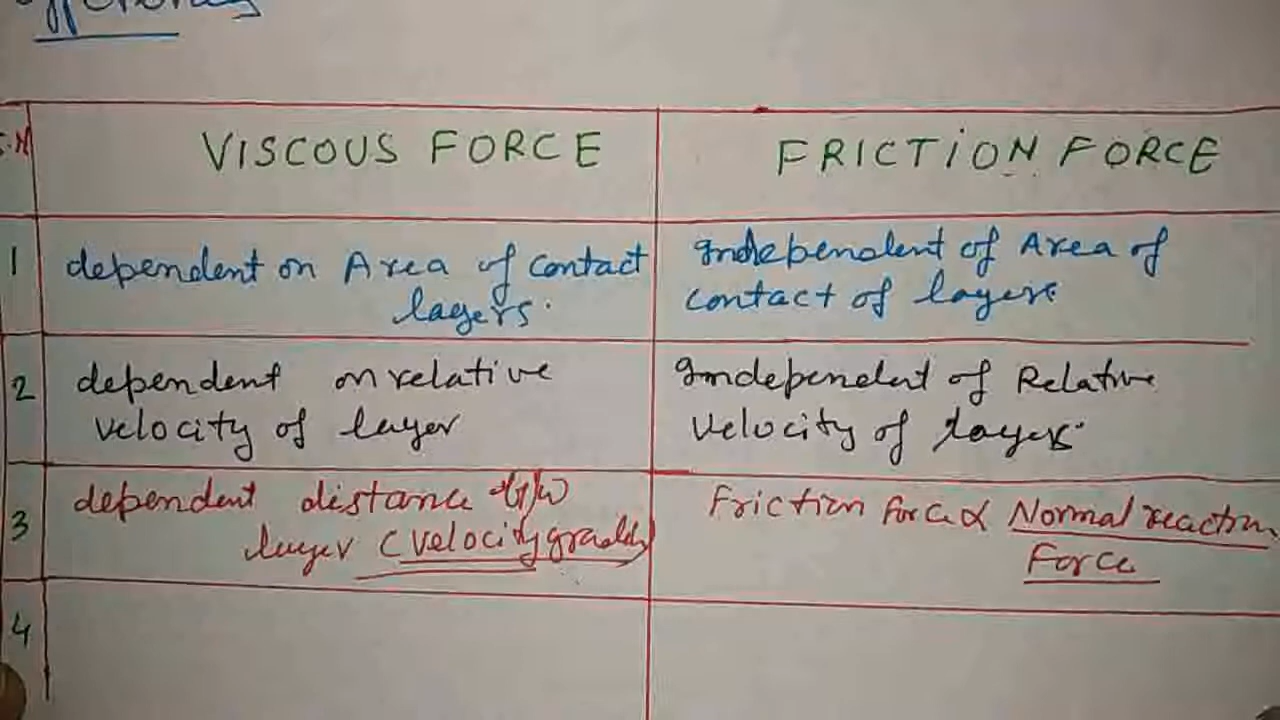 S.N VISCOUS FORCE FRICTION FORCE
1 dependent on Area of contact
layers.
Independent of Area of
contact of layers
2 dependent on relative
velocity of layer
Independent of Relative
velocity of layers.
3 dependent distance b/w
layer (velocity
Friction force ∝ Normal reaction
Force
4